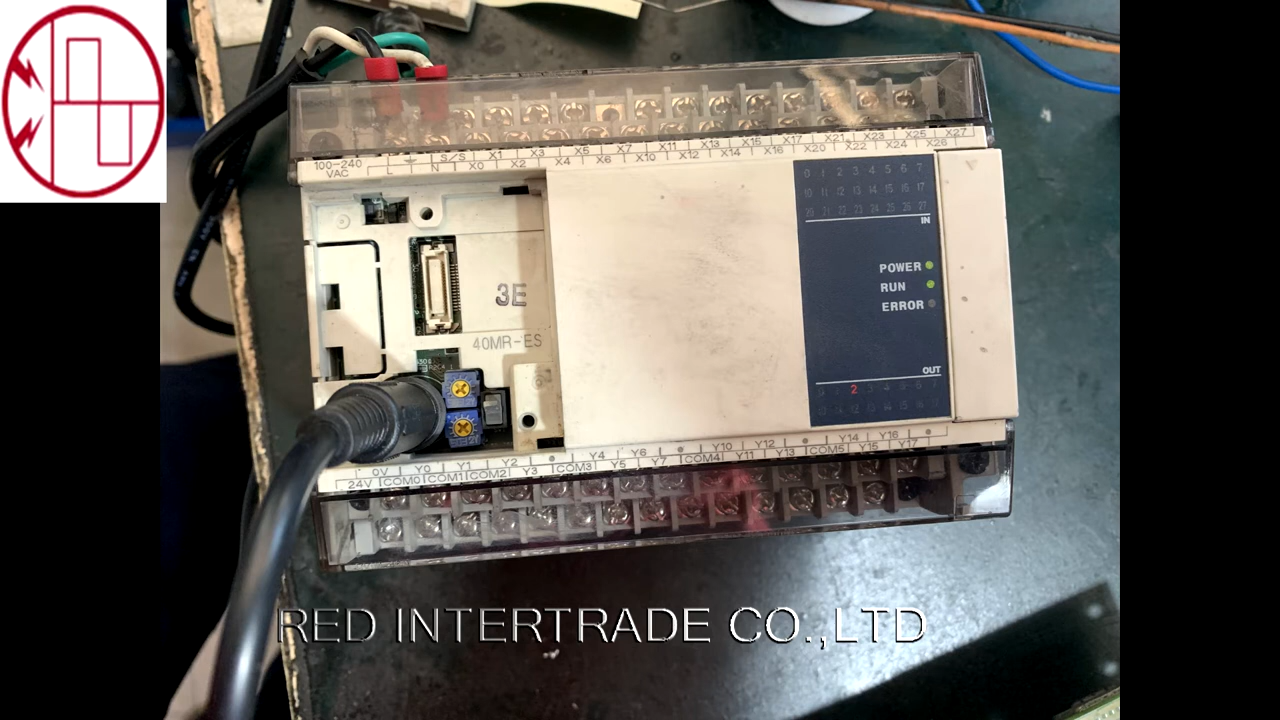 X1 X3 X5 X7 X11 X13 X15 X17 X21 X23 X25 X27
100-240 VAC L N S/S X0 X2 X4 X6 X10 X12 X14 X16 X20 X22 X24 X26
0 1 2 3 4 5 6 7
10 11 12 13 14 15 16 17
20 21 22 23 24 25 26 27
IN
POWER
RUN
ERROR
3E
40MR-ES
OUT
2
0V Y0 Y1 Y2 Y4 Y6 Y10 Y12 Y14 Y16
24V COM0 COM1 COM2 Y3 COM3 Y5 Y7 COM4 Y11 Y13 COM5 Y15 Y17
RED INTERTRADE CO.,LTD